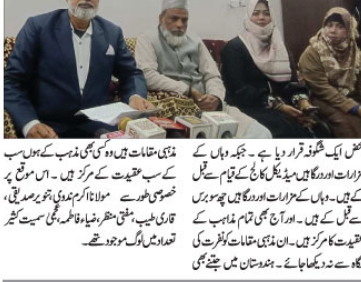 محض ایک شگوفہ قرار دیا ہے ۔ جبکہ وہاں کے
مزارات اور درگاہیں میڈیکل کالج کے قیام سے قبل
کے ہیں ۔ وہاں کے مزارات اور درگاہیں چھ سو برس
سے قبل کے ہیں ۔ اور آج بھی تمام مذاہب کے
عقیدت کا مرکز ہیں ۔ ان مذہبی مقامات کو نفرت کی
نگاہ سے نہ دیکھا جائے ۔ ہندوستان میں جتنے بھی
مذہبی مقامات ہیں وہ کسی بھی مذہب کے ہوں سب
کے سب عقیدت کے مرکز ہیں ۔ اس موقع پر
خصوصی طور سے مولانا اکرم ندوی، تنویر صدیقی،
قاری طیب، مفتی منظر، ضیاء فاطمہ، سمیت کثیر
تعداد میں لوگ موجود تھے۔